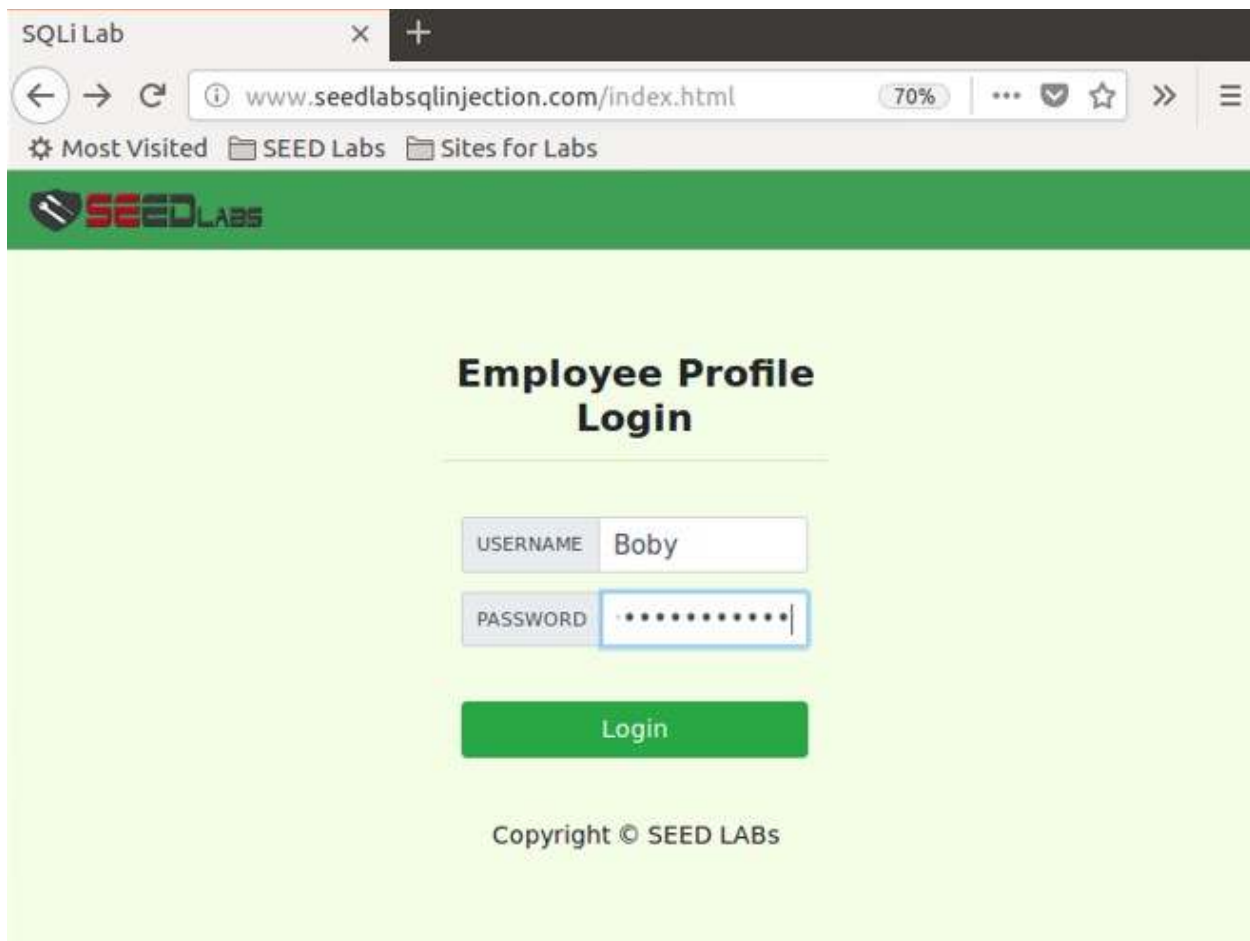 SQLi Lab
www.seedlabsqlinjection.com/index.html 70%
Most Visited SEED Labs Sites for Labs
SEEDLABS
Employee Profile
Login
USERNAME Boby
PASSWORD
Login
Copyright © SEED LABs